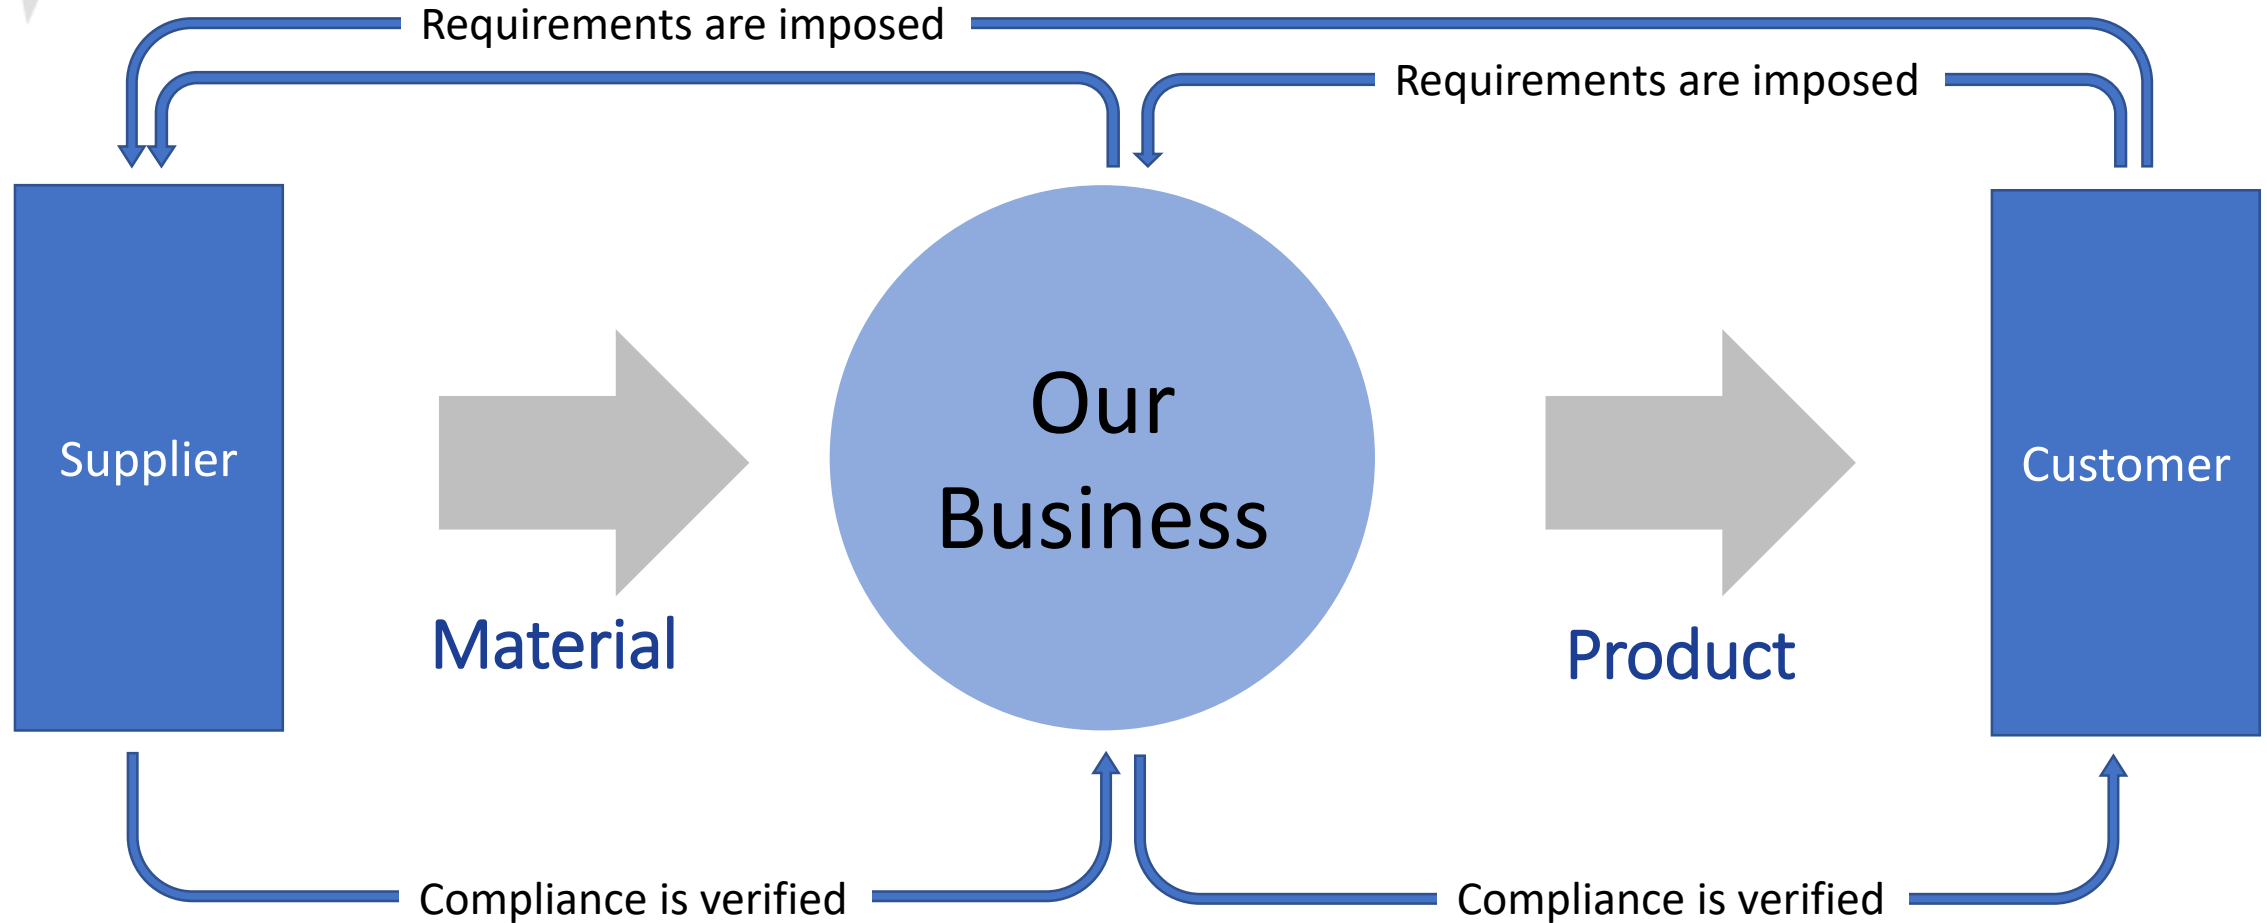 Requirements are imposed
Requirements are imposed
Supplier
Our
Business
Customer
Material
Product
Compliance is verified
Compliance is verified